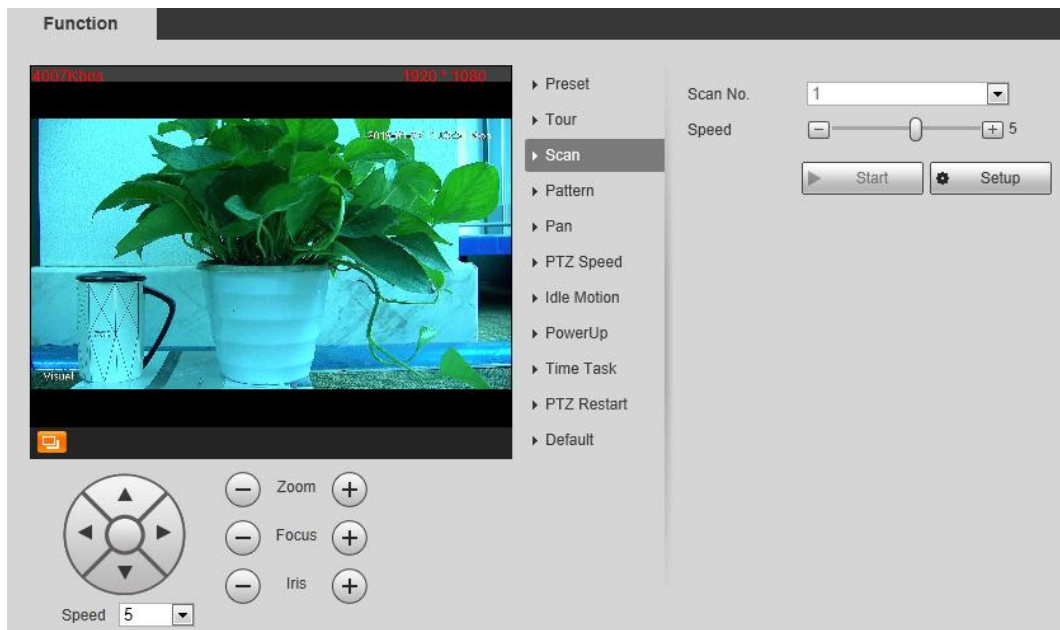 Function
4007Kbps 1920 * 1080
Visuel
Zoom
Focus
Iris
Speed 5
Preset
Tour
Scan
Pattern
Pan
PTZ Speed
Idle Motion
PowerUp
Time Task
PTZ Restart
Default
Scan No. 1
Speed 5
Start Setup